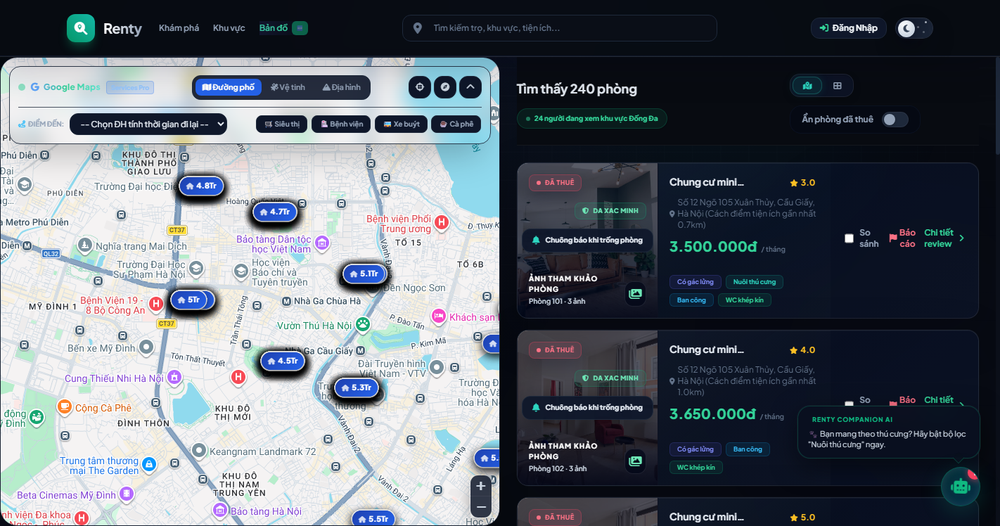 Renty
Khám phá
Khu vực
Bản đồ
Tìm kiếm trọ, khu vực, tiện ích...
Đăng Nhập
Google Maps
Services Pro
Đường phố
Vệ tinh
Địa hình
ĐIỂM ĐẾN:
-- Chọn ĐH tính thời gian đi lại --
Siêu thị
Bệnh viện
Xe buýt
Cà phê
Phú Diễn
KHU ĐÔ THỊ
THÀNH PHỐ
GIAO LƯU
PHÚ DIỄN
Trường Đại học Điệ
4.8Tr
Hoàng Quốc Việt
4.7Tr
a Metro Phú Diễn
CT37
Bệnh viện Phổi
Trung ương
Đ. Thụy K
Diễn
QL32
Nghĩa trang Mai Dịch
Bảo tàng Dân tộc
học Việt Nam
TỔ 15
TỔ 6B
Trường Đại Học
Sư Phạm Hà Nội
Học viện
Báo chí và
Tuyên truyền
5.1Tr
Đền Ngọc Sơn
MỸ ĐÌNH 1
Bệnh viện 19 -
8 Bộ Công An
5Tr
Nhà Ga Chùa Hà
Trần Thái Tông
CT37
Vườn Thú Hà Nội
Khách sạn
P. Đào Tấn
P. Kim Mã
Bến xe Mỹ Đình
Tôn Thất Thuyết
Nhà Ga Cầu Giấy
4.5Tr
Đài Truyền hình
Việt Nam - VTV
Cung Thiếu Nhi Hà Nội
5.3Tr
Trường Đ
hóa Hà N
thương
Cộng Cà Phê
động
ỹ Đình
KHU ĐÔ
THỊ MỚI
ĐÌNH THÔN
Keangnam Landmark 72
Láng Hạ
5.
Trung tâm thương
mại The Garden
KHU ĐÔ
THỊ NAM
TRUNG YÊN
Vành Đai 2
Beta Cinemas Mỹ Đình
Bảo tàng Hà Nội
nh viện Đa khoa
5.5Tr
+
−
Tìm thấy 240 phòng
24 người đang xem khu vực Đống Đa
Ẩn phòng đã thuê
ĐÃ THUÊ
ĐA XÁC MINH
Chuông báo khi trống phòng
ẢNH THAM KHẢO
PHÒNG
Phòng 101 · 3 ảnh
Chung cư mini...
3.0
Số 12 Ngõ 105 Xuân Thủy, Cầu Giấy,
Hà Nội (Cách điểm tiện ích gần nhất
0.7km)
3.500.000đ / tháng
Có gác lửng
Nuôi thú cưng
Ban công
WC khép kín
So
sánh
Báo
cáo
Chi tiết
review
ĐÃ THUÊ
ĐA XÁC MINH
Chuông báo khi trống phòng
ẢNH THAM KHẢO
PHÒNG
Phòng 102 · 3 ảnh
Chung cư mini...
4.0
Số 12 Ngõ 105 Xuân Thủy, Cầu Giấy,
Hà Nội (Cách điểm tiện ích gần nhất
1.0km)
3.650.000đ / tháng
Có gác lửng
Ban công
WC khép kín
So
Báo
Chi tiết
RENTY COMPANION AI
Bạn mang theo thú cưng? Hãy bật bộ lọc
"Nuôi thú cưng" ngay.
ĐÃ THUÊ
Chung cư mini...
5.0